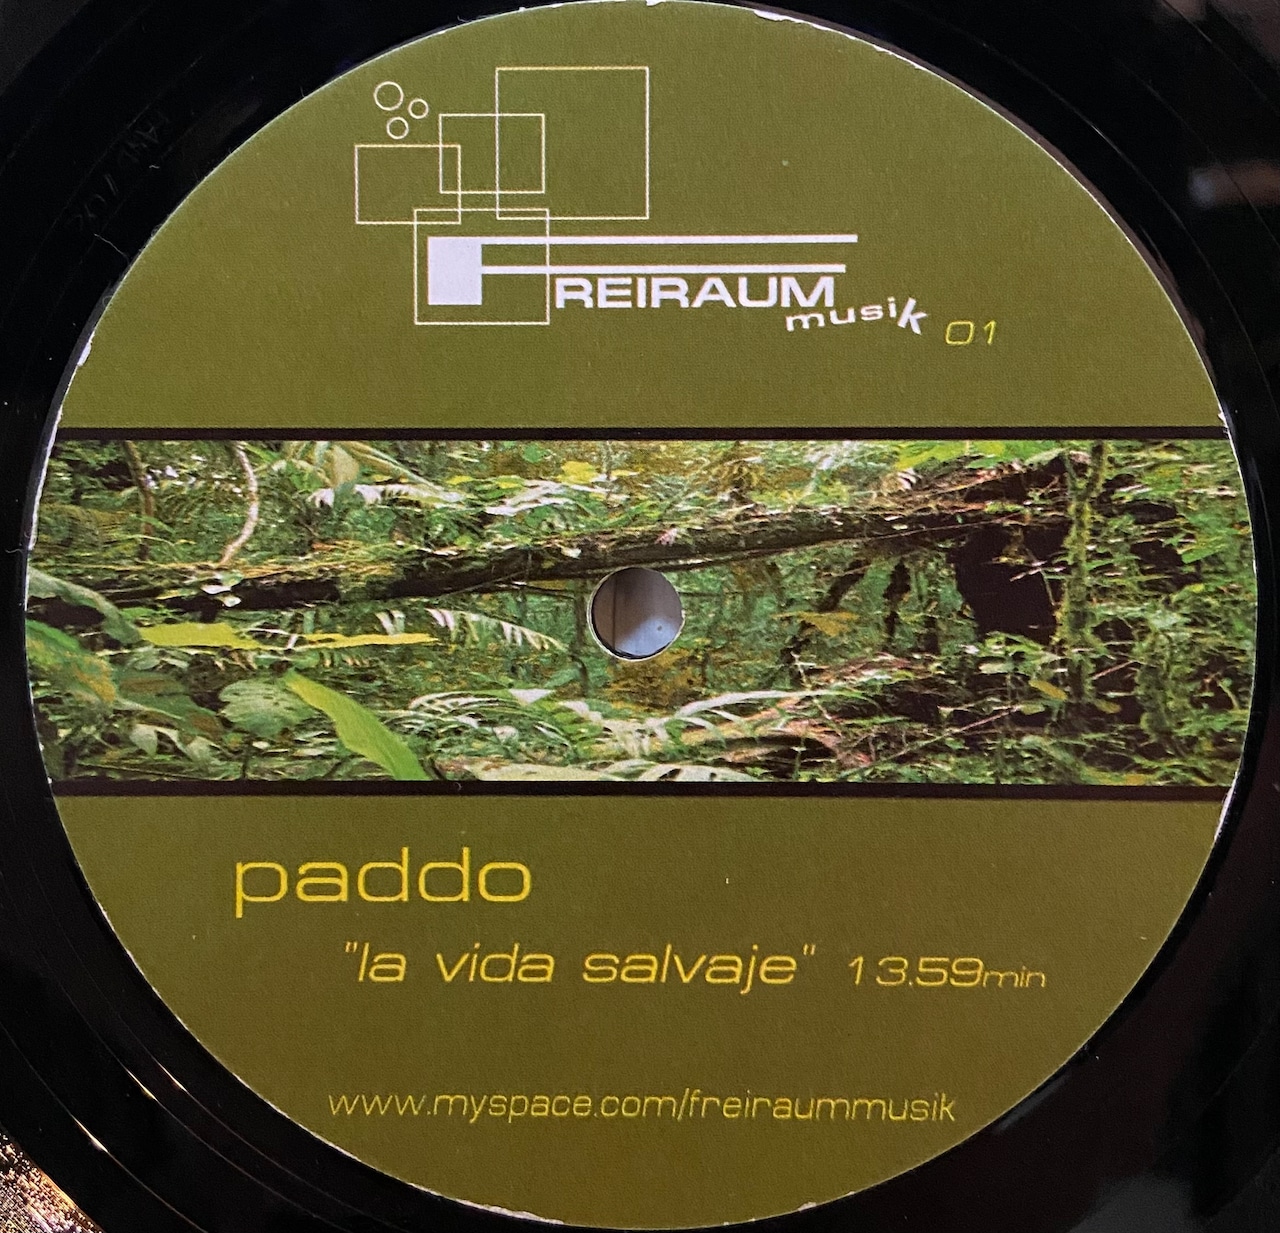 FREIRAUM
musik 01
paddo
"la vida salvaje" 13.59min
www.myspace.com/freiraummusik